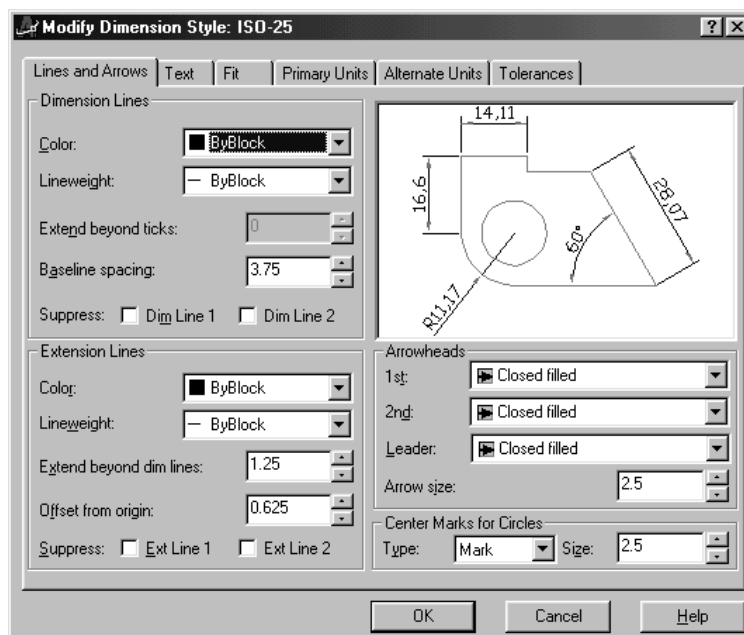 Modify Dimension Style: ISO-25
Lines and Arrows Text Fit Primary Units Alternate Units Tolerances
Dimension Lines
Color: ByBlock
Lineweight: ByBlock
Extend beyond ticks: 0
Baseline spacing: 3.75
Suppress: Dim Line 1 Dim Line 2
14,11
16,6
28,07
60°
R11,17
Extension Lines
Color: ByBlock
Lineweight: ByBlock
Extend beyond dim lines: 1.25
Offset from origin: 0.625
Suppress: Ext Line 1 Ext Line 2
Arrowheads
1st: Closed filled
2nd: Closed filled
Leader: Closed filled
Arrow size: 2.5
Center Marks for Circles
Type: Mark Size: 2.5
OK Cancel Help